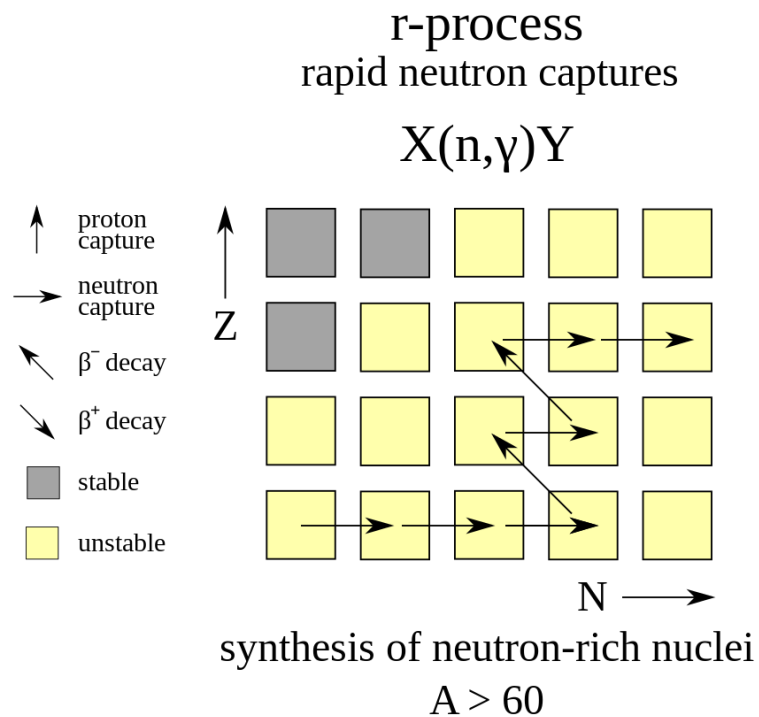 r-process
rapid neutron captures
X(n,γ)Y
proton
capture
neutron
capture
β⁻ decay
β⁺ decay
stable
unstable
Z
N
synthesis of neutron-rich nuclei
A > 60